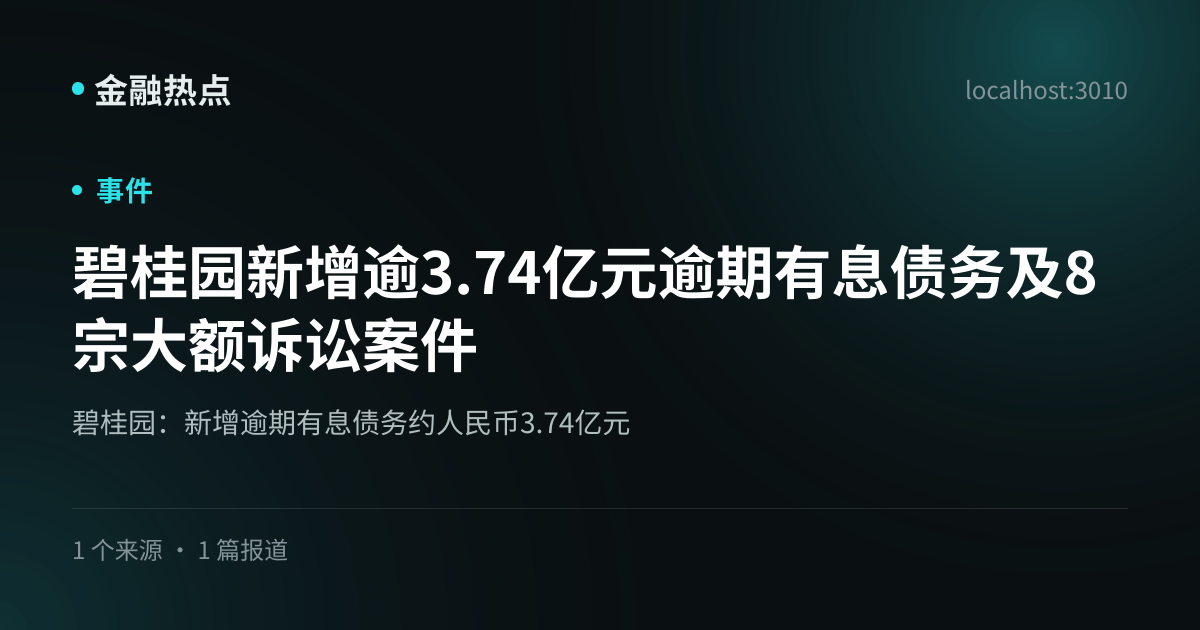 金融热点
localhost:3010
事件
碧桂园新增逾3.74亿元逾期有息债务及8
宗大额诉讼案件
碧桂园：新增逾期有息债务约人民币3.74亿元
1 个来源 · 1 篇报道